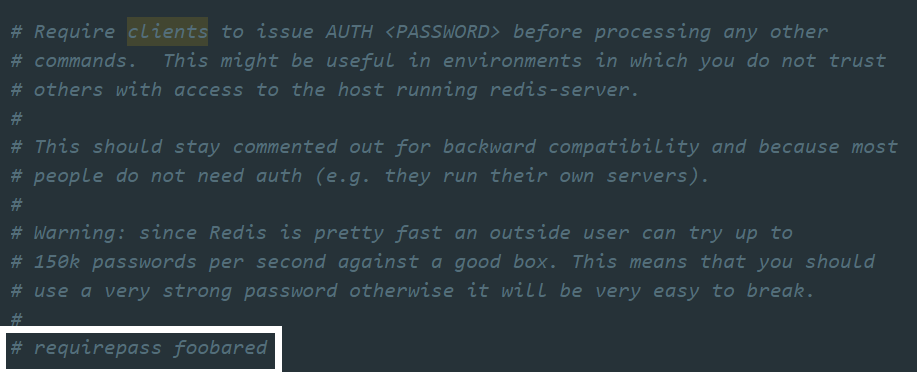 # Require clients to issue AUTH <PASSWORD> before processing any other
# commands.  This might be useful in environments in which you do not trust
# others with access to the host running redis-server.
#
# This should stay commented out for backward compatibility and because most
# people do not need auth (e.g. they run their own servers).
#
# Warning: since Redis is pretty fast an outside user can try up to
# 150k passwords per second against a good box. This means that you should
# use a very strong password otherwise it will be very easy to break.
#
# requirepass foobared